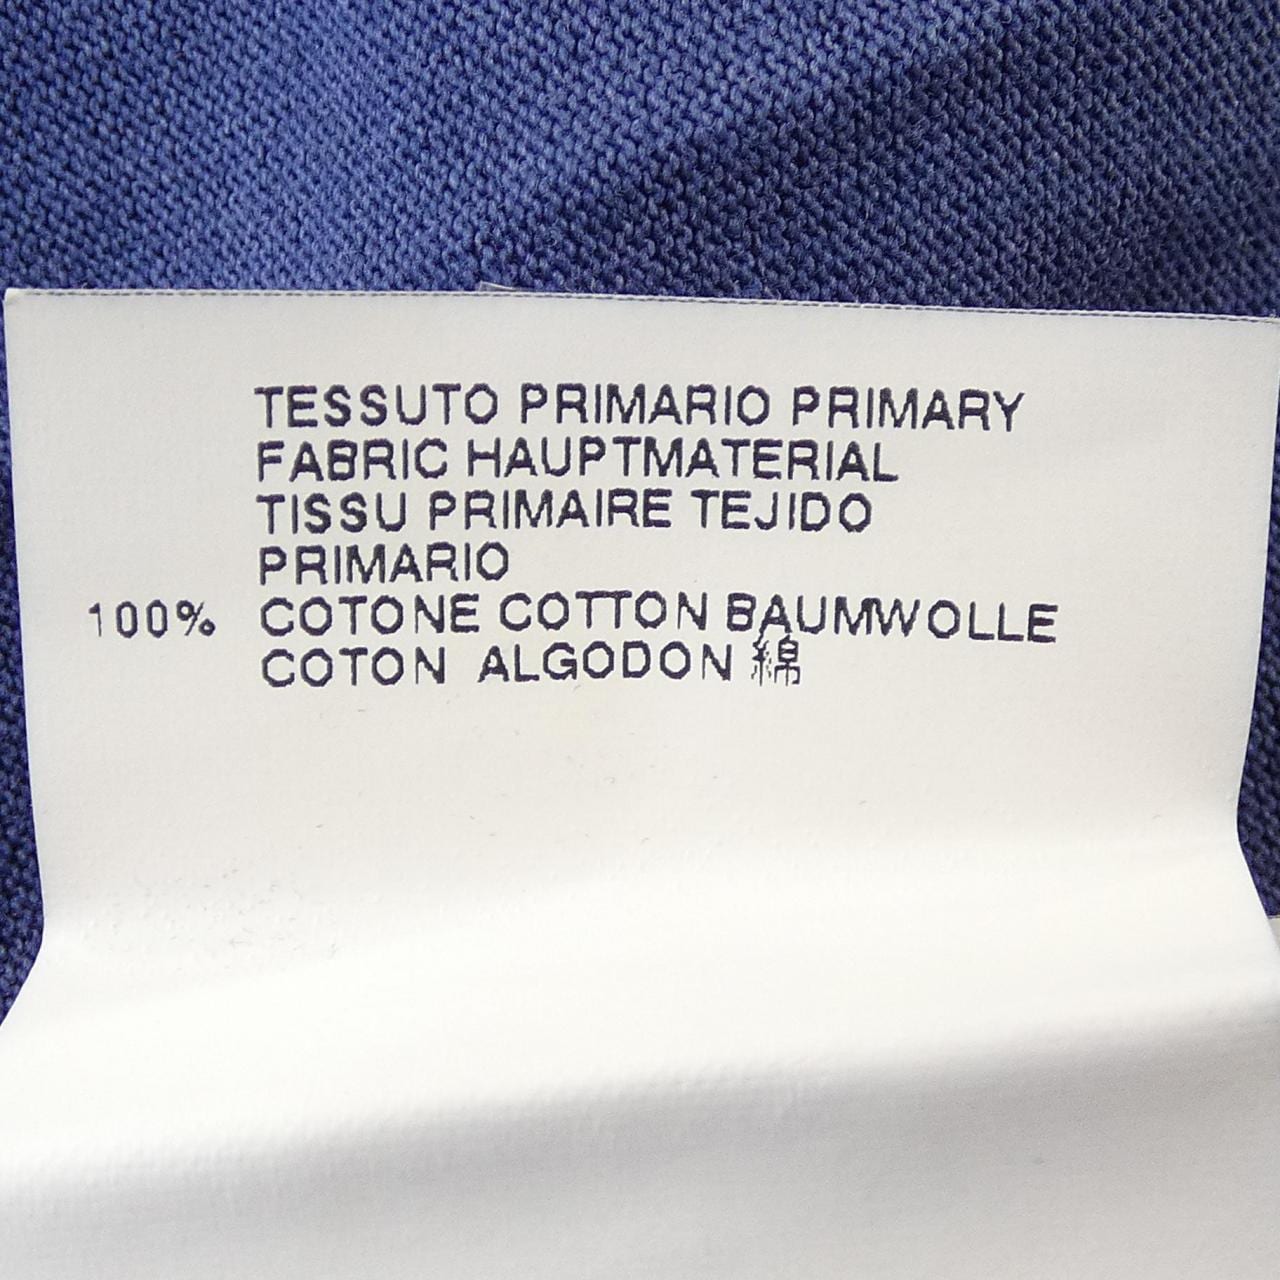 TESSUTO PRIMARIO PRIMARY
FABRIC HAUPTMATERIAL
TISSU PRIMAIRE TEJIDO
PRIMARIO
100% COTONE COTTON BAUMWOLLE
COTON ALGODON 綿